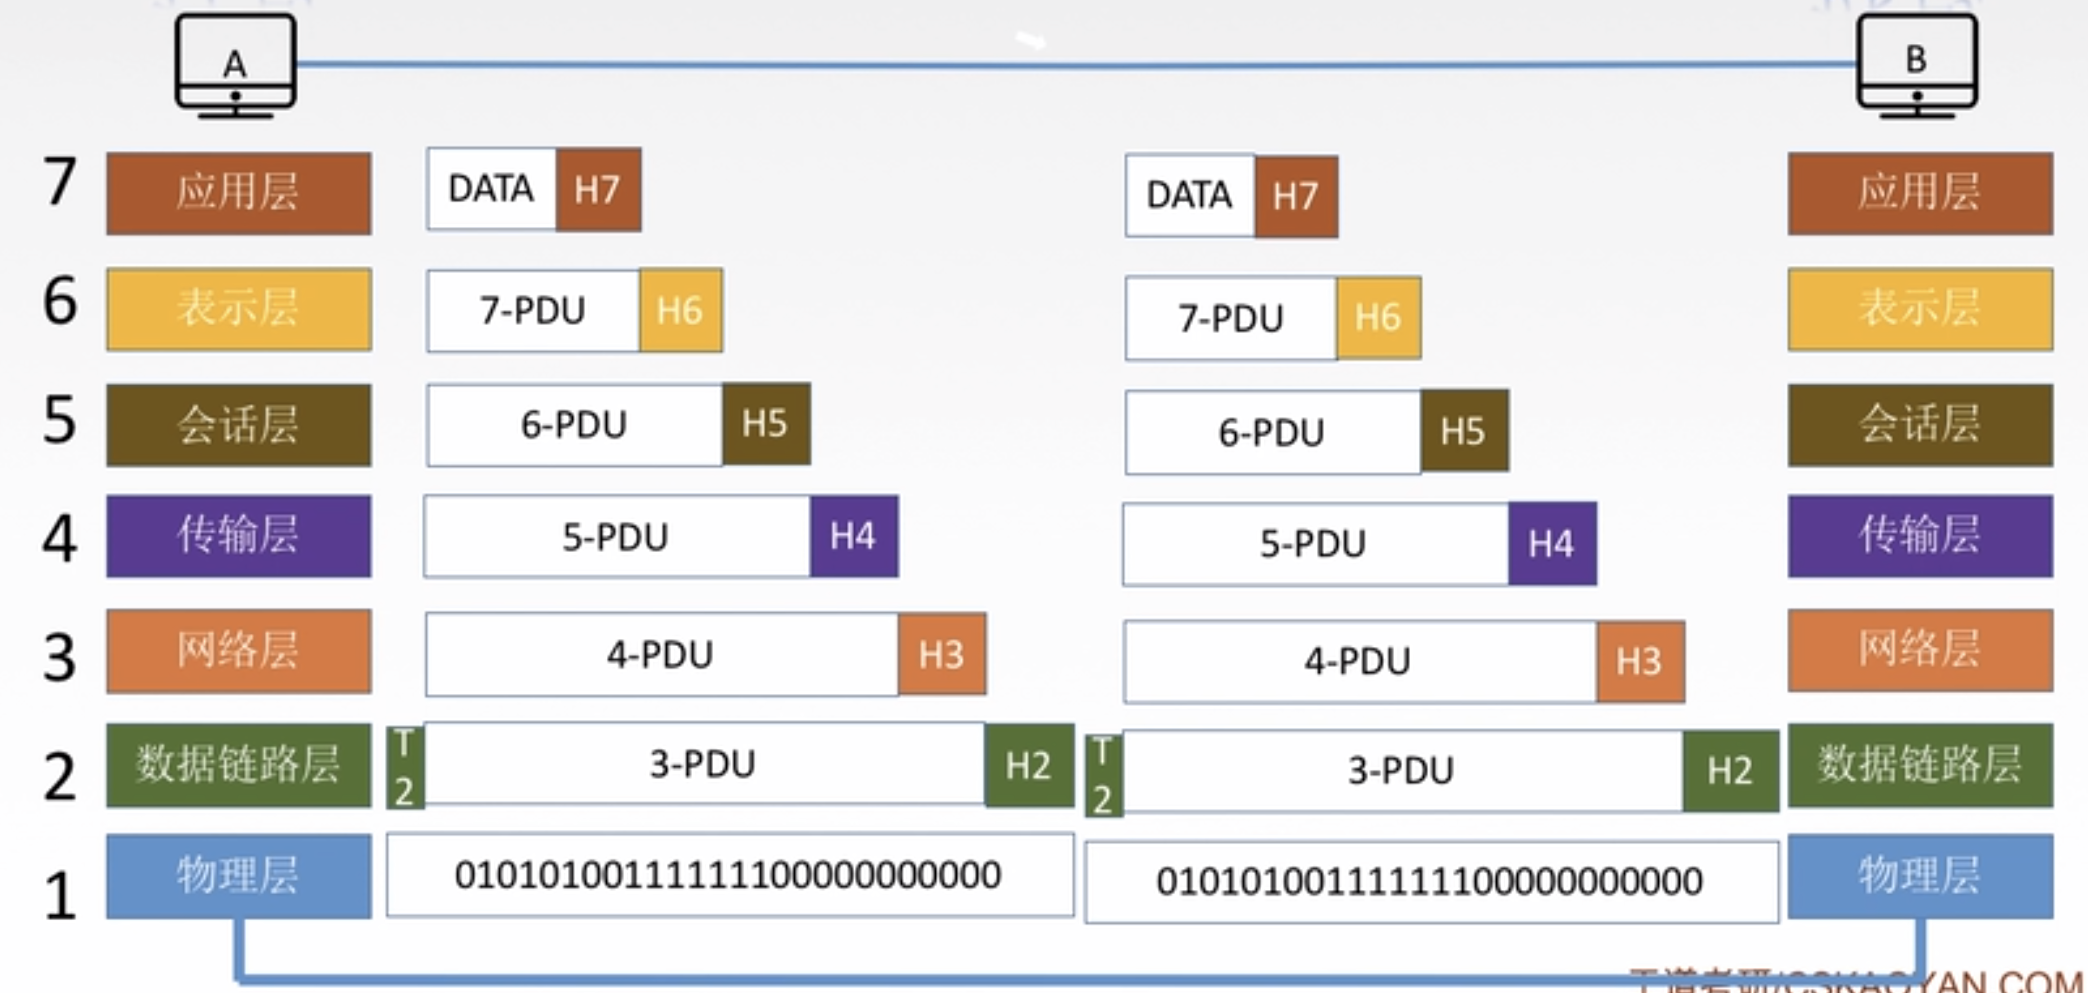 A B
7 应用层 DATA H7 DATA H7 应用层
6 表示层 7-PDU H6 7-PDU H6 表示层
5 会话层 6-PDU H5 6-PDU H5 会话层
4 传输层 5-PDU H4 5-PDU H4 传输层
3 网络层 4-PDU H3 4-PDU H3 网络层
2 数据链路层 T2 3-PDU H2 T2 3-PDU H2 数据链路层
1 物理层 010101001111111100000000000 010101001111111100000000000 物理层
王道考研/CSKAOYAN.COM